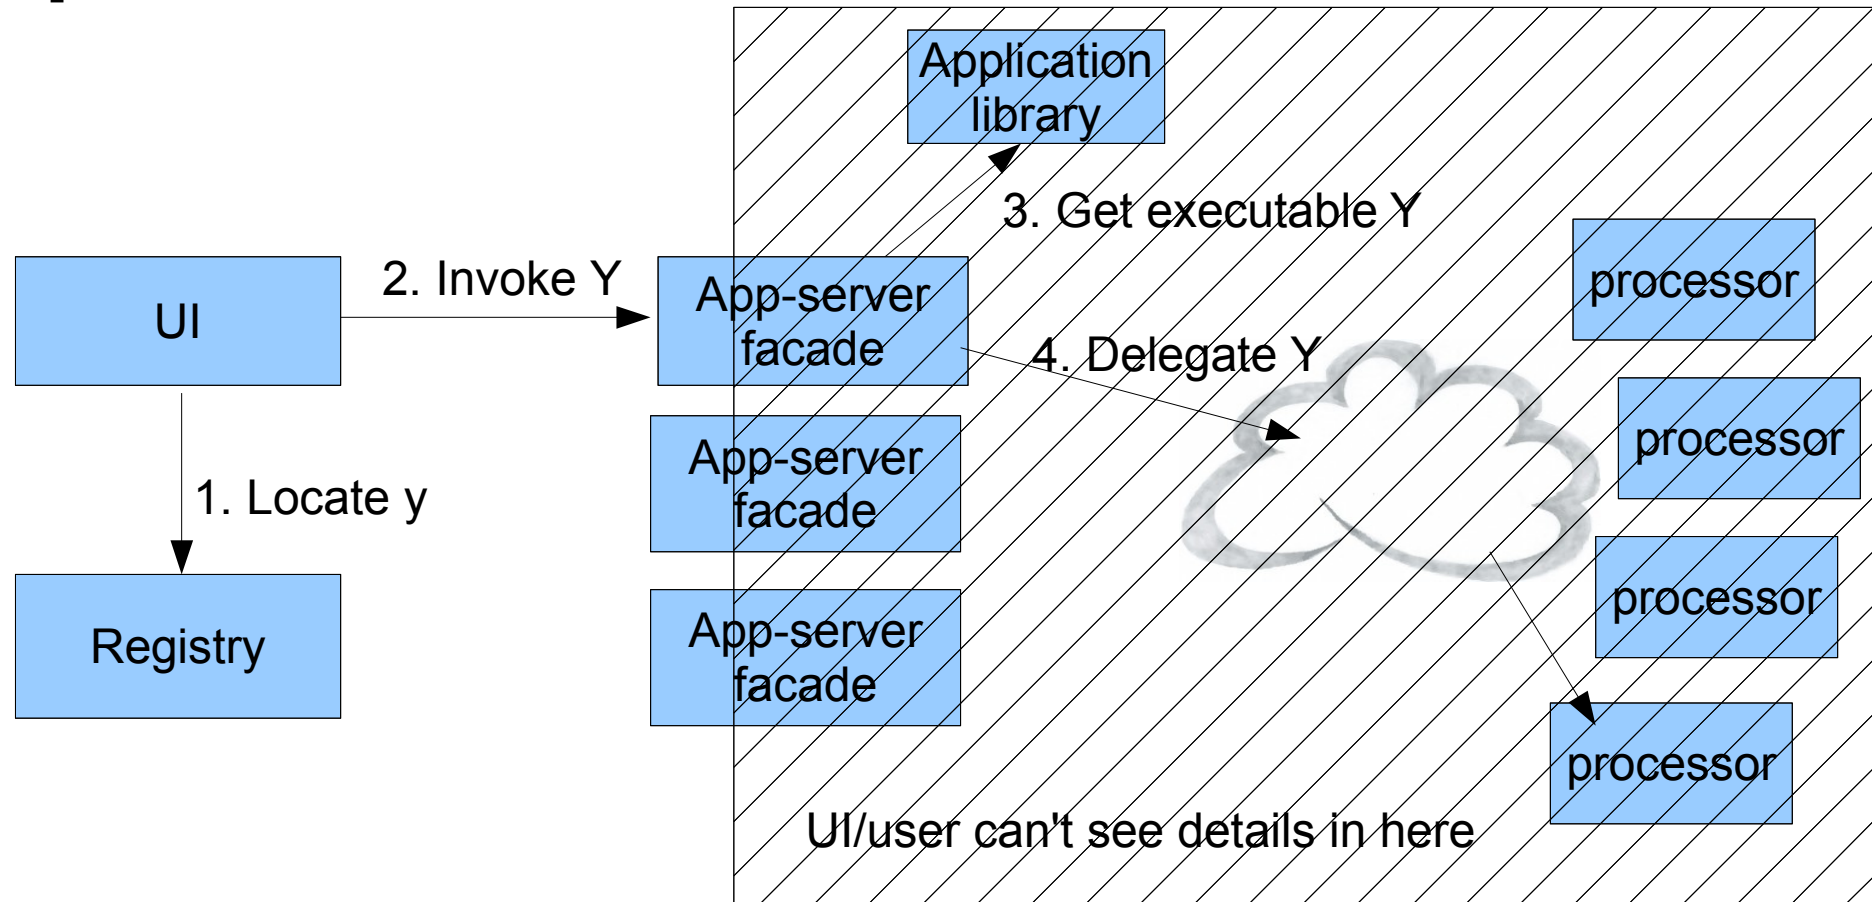 Application
library
3. Get executable Y
2. Invoke Y
UI
App-server
facade
processor
4. Delegate Y
App-server
facade
processor
1. Locate y
processor
Registry
App-server
facade
processor
UI/user can't see details in here